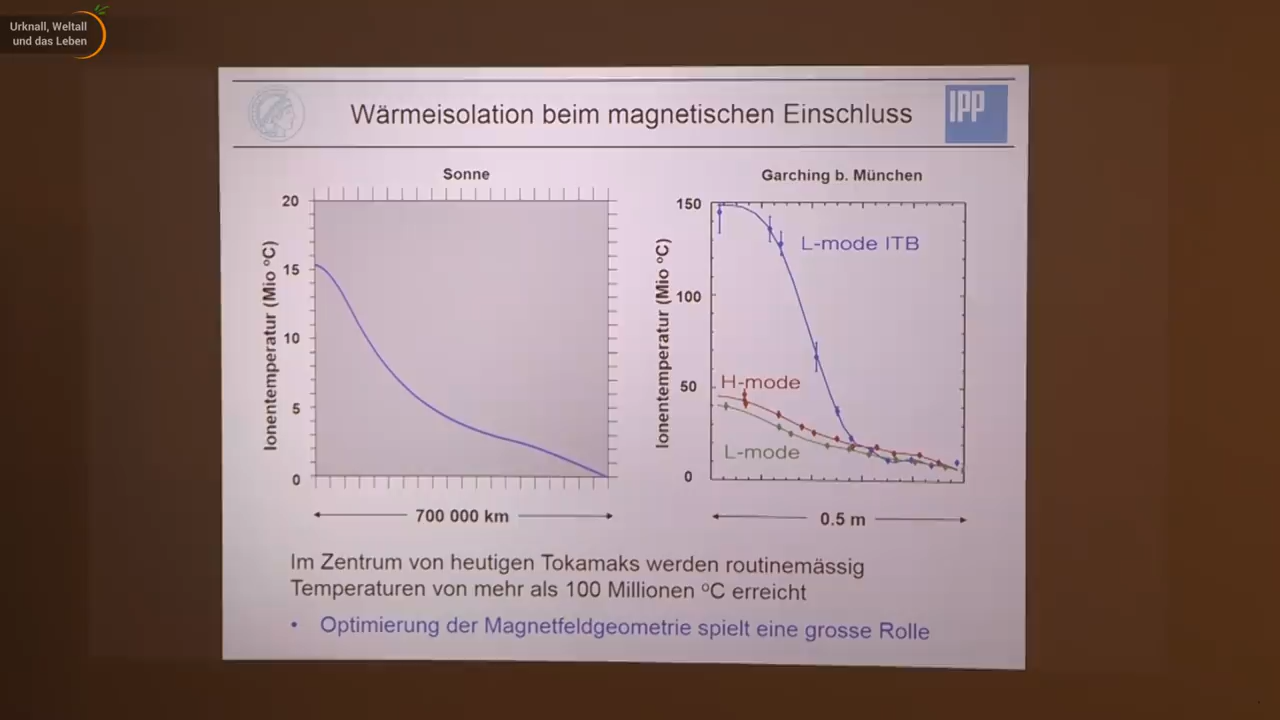 Urknall, Weltall
und das Leben
Wärmeisolation beim magnetischen Einschluss
IPP
Sonne
Ionentemperatur (Mio °C)
20
15
10
5
0
700 000 km
Garching b. München
Ionentemperatur (Mio °C)
150
100
50
0
L-mode ITB
H-mode
L-mode
0.5 m
Im Zentrum von heutigen Tokamaks werden routinemässig
Temperaturen von mehr als 100 Millionen °C erreicht
• Optimierung der Magnetfeldgeometrie spielt eine grosse Rolle